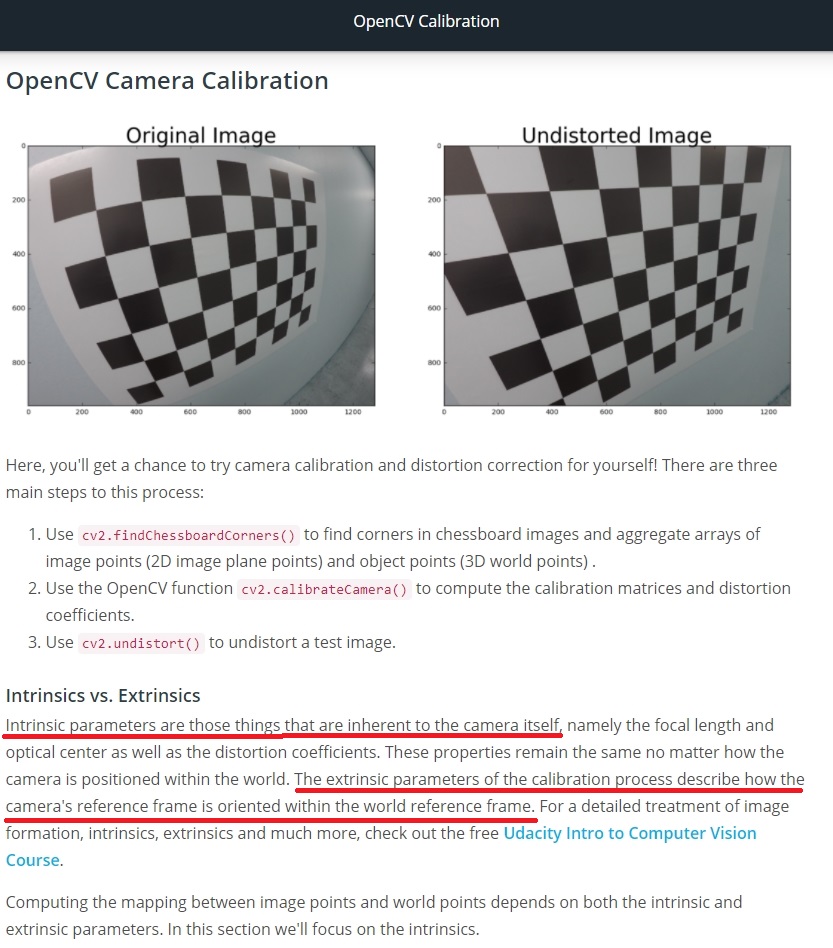 OpenCV Calibration
OpenCV Camera Calibration
Original Image
Undistorted Image
0
200
400
600
800
0
200
400
600
800
1000
1200
0
200
400
600
800
0
200
400
600
800
1000
1200
Here, you'll get a chance to try camera calibration and distortion correction for yourself! There are three
main steps to this process:
1. Use cv2.findChessboardCorners() to find corners in chessboard images and aggregate arrays of
image points (2D image plane points) and object points (3D world points) .
2. Use the OpenCV function cv2.calibrateCamera() to compute the calibration matrices and distortion
coefficients.
3. Use cv2.undistort() to undistort a test image.
Intrinsics vs. Extrinsics
Intrinsic parameters are those things that are inherent to the camera itself, namely the focal length and
optical center as well as the distortion coefficients. These properties remain the same no matter how the
camera is positioned within the world. The extrinsic parameters of the calibration process describe how the
camera's reference frame is oriented within the world reference frame. For a detailed treatment of image
formation, intrinsics, extrinsics and much more, check out the free Udacity Intro to Computer Vision
Course.
Computing the mapping between image points and world points depends on both the intrinsic and
extrinsic parameters. In this section we'll focus on the intrinsics.